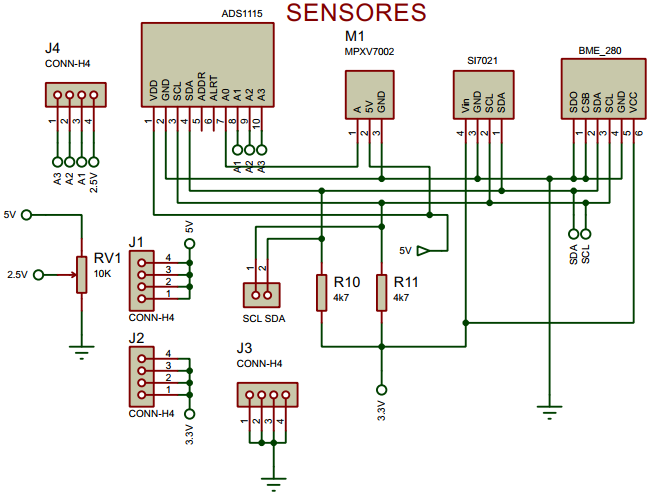 SENSORES
ADS1115
VDD
GND
SCL
SDA
ADDR
ALRT
A0
A1
A2
A3
1
2
3
4
5
6
7
8
9
10
A1
A2
A3
J4
CONN-H4
1
2
3
4
A3
A2
A1
2.5V
M1
MPXV7002
A
5V
GND
1
2
3
SI7021
Vin
GND
SCL
SDA
4
3
2
1
BME_280
SDO
CSB
SDA
SCL
GND
VCC
1
2
3
4
5
6
SDA
SCL
5V
2.5V
RV1
10K
J1
4
3
2
1
CONN-H4
5V
J2
4
3
2
1
CONN-H4
3.3V
1
2
SCL SDA
5V
R10
4k7
R11
4k7
3.3V
J3
CONN-H4
1
2
3
4